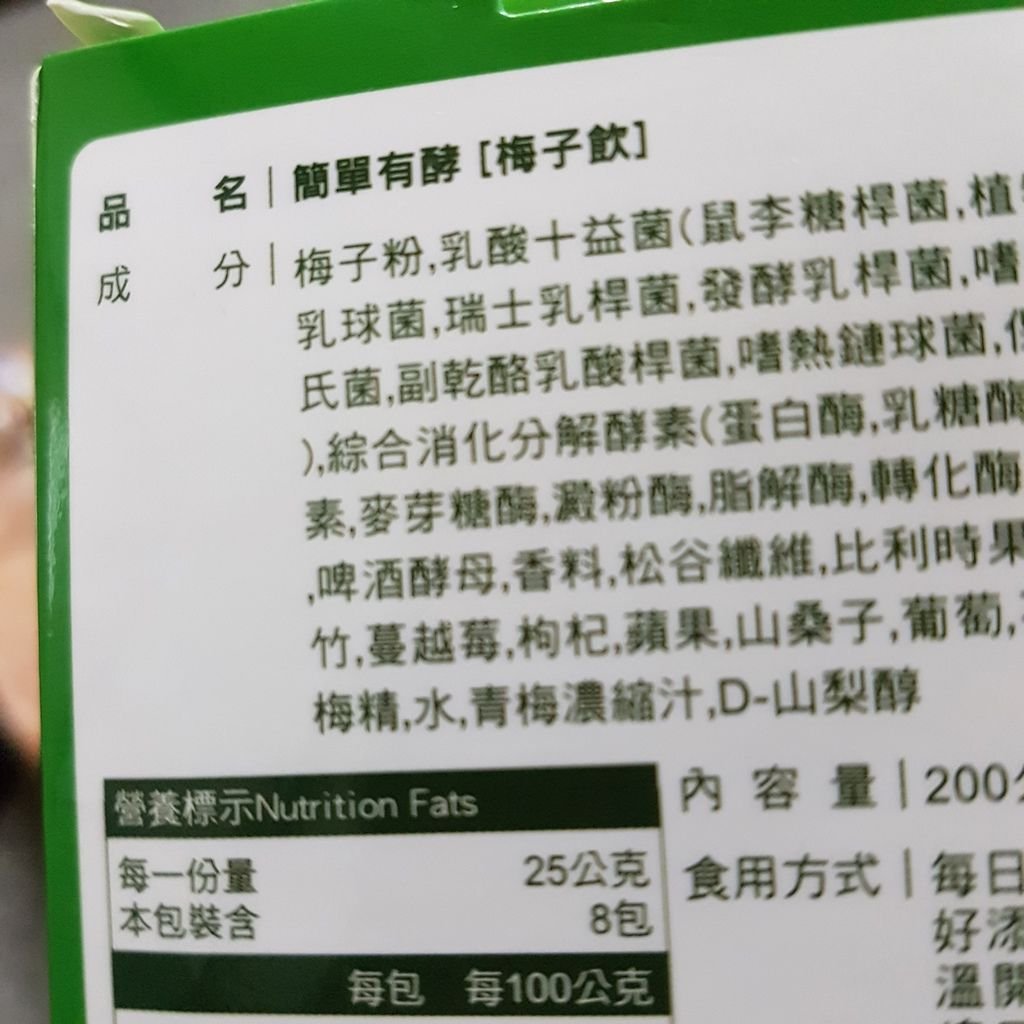 品名|簡單有酵 [梅子飲]
成分|梅子粉,乳酸十益菌(鼠李糖桿菌,植
乳球菌,瑞士乳桿菌,發酵乳桿菌,嗜
氏菌,副乾酪乳酸桿菌,嗜熱鏈球菌,
),綜合消化分解酵素(蛋白酶,乳糖酶
素,麥芽糖酶,澱粉酶,脂解酶,轉化酶
,啤酒酵母,香料,松谷纖維,比利時果
竹,蔓越莓,枸杞,蘋果,山桑子,葡萄,
梅精,水,青梅濃縮汁,D-山梨醇
營養標示Nutrition Fats
每一份量 25公克
本包裝含 8包
每包 每100公克
內容量|200
食用方式|每日
好添
溫開